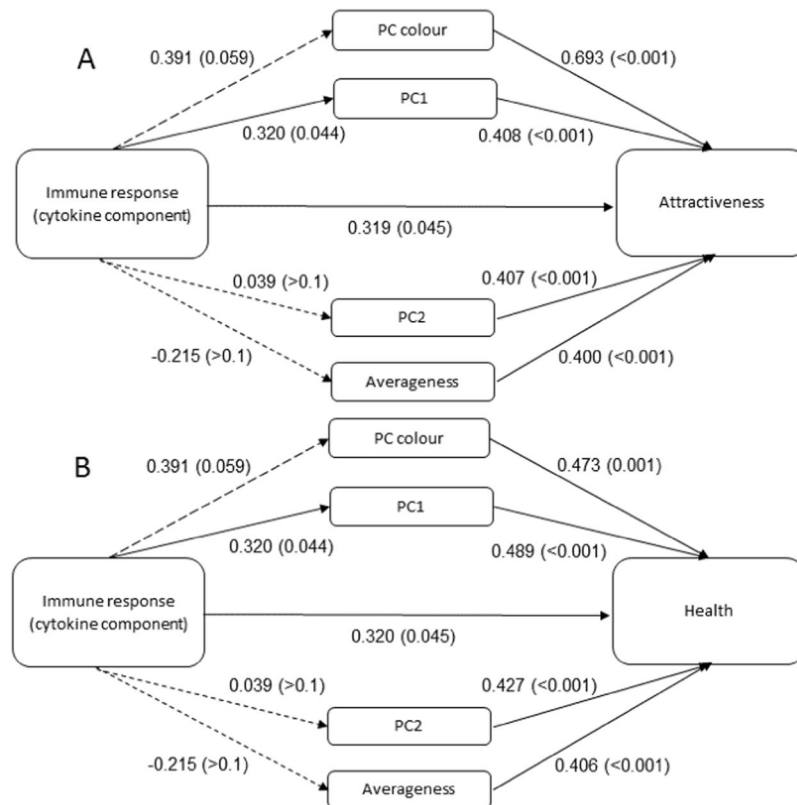 PC colour
A
0.391 (0.059)
0.693 (<0.001)
PC1
0.320 (0.044)
0.408 (<0.001)
Immune response
(cytokine component)
Attractiveness
0.319 (0.045)
0.039 (>0.1)
0.407 (<0.001)
PC2
-0.215 (>0.1)
0.400 (<0.001)
Averageness
PC colour
B
0.391 (0.059)
0.473 (0.001)
PC1
0.320 (0.044)
0.489 (<0.001)
Immune response
(cytokine component)
Health
0.320 (0.045)
0.039 (>0.1)
0.427 (<0.001)
PC2
-0.215 (>0.1)
0.406 (<0.001)
Averageness